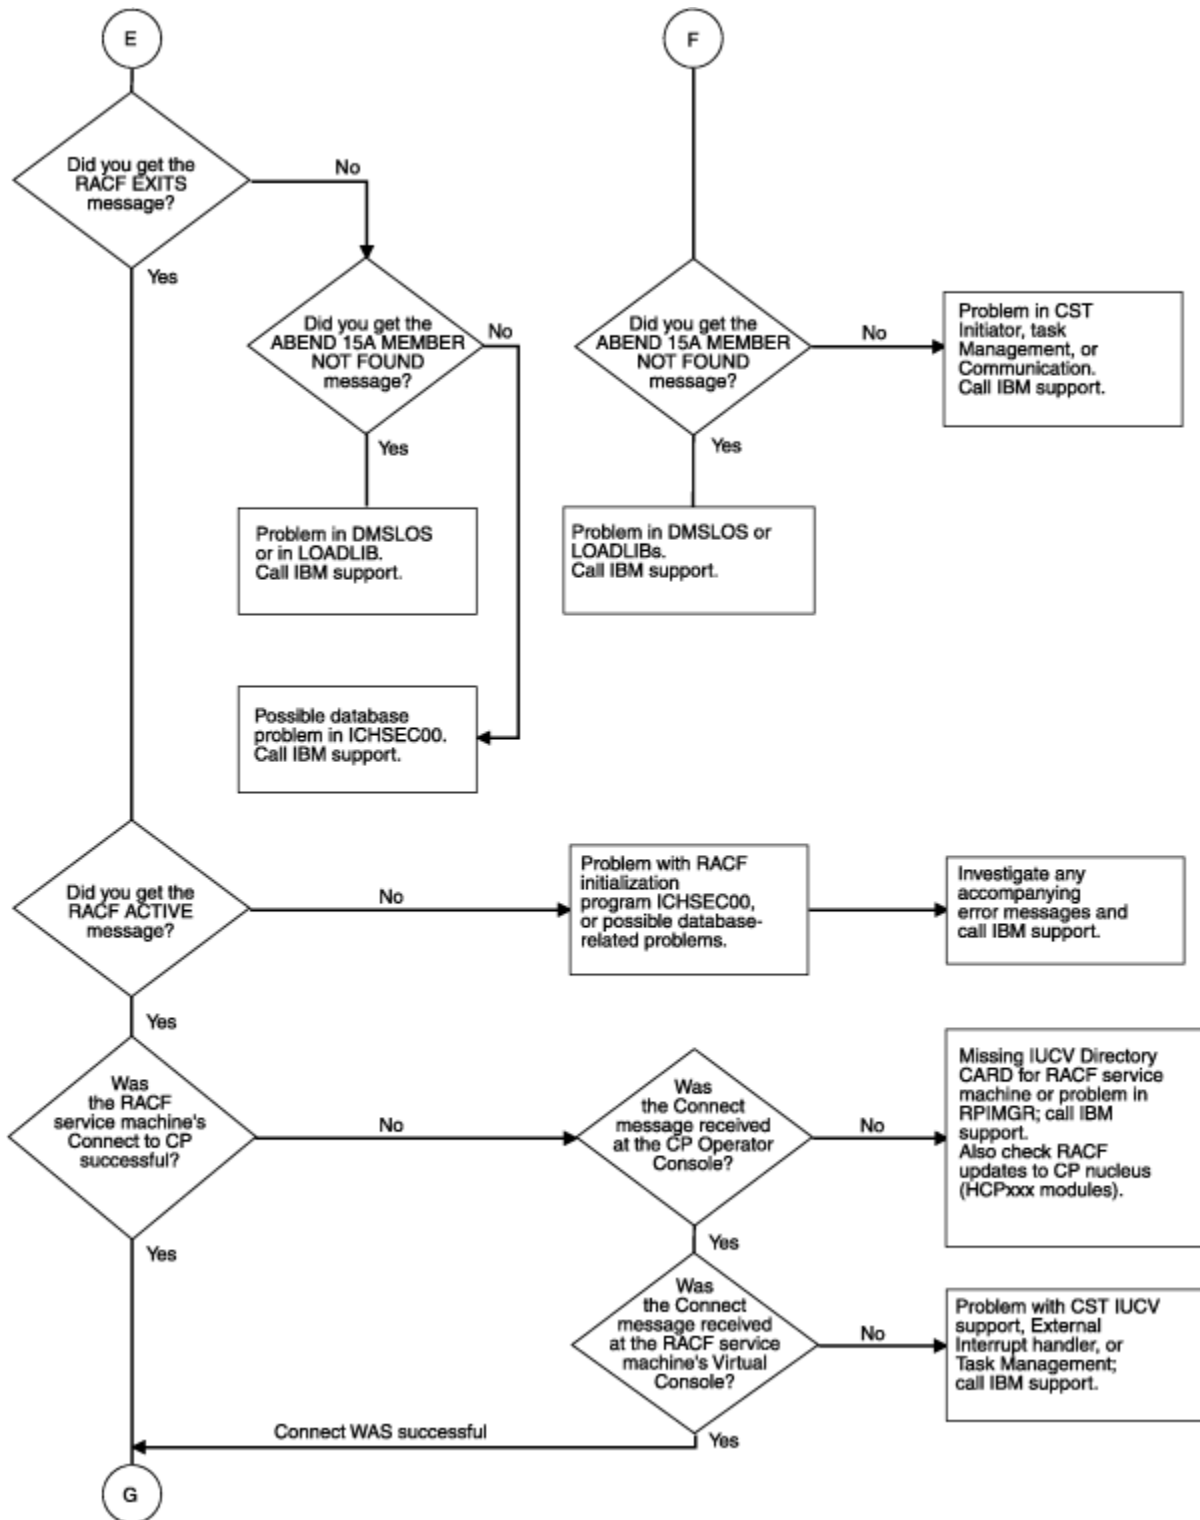 E
F
Did you get the
RACF EXITS
message?
No
Yes
Did you get the
ABEND 15A MEMBER
NOT FOUND
message?
No
Yes
Did you get the
ABEND 15A MEMBER
NOT FOUND
message?
No
Yes
Problem in CST
Initiator, task
Management, or
Communication.
Call IBM support.
Problem in DMSLOS
or in LOADLIB.
Call IBM support.
Problem in DMSLOS or
LOADLIBs.
Call IBM support.
Possible database
problem in ICHSEC00.
Call IBM support.
Did you get the
RACF ACTIVE
message?
No
Yes
Problem with RACF
initialization
program ICHSEC00,
or possible database-
related problems.
Investigate any
accompanying
error messages and
call IBM support.
Was
the RACF
service machine's
Connect to CP
successful?
No
Yes
Was
the Connect
message received
at the CP Operator
Console?
No
Yes
Missing IUCV Directory
CARD for RACF service
machine or problem in
RPIMGR; call IBM
support.
Also check RACF
updates to CP nucleus
(HCPxxx modules).
Was
the Connect
message received
at the RACF service
machine's Virtual
Console?
No
Yes
Problem with CST IUCV
support, External
Interrupt handler, or
Task Management;
call IBM support.
Connect WAS successful
G